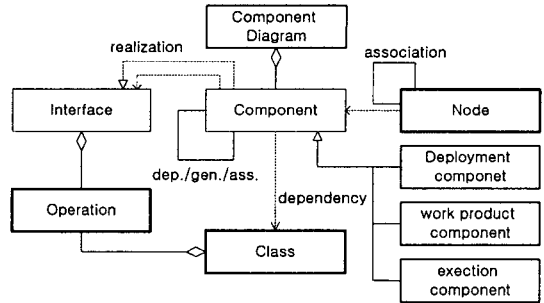 Component
Diagram
realization
association
Interface
Component
Node
dep./gen./ass.
Deployment
componet
Operation
dependency
work product
component
Class
exection
component